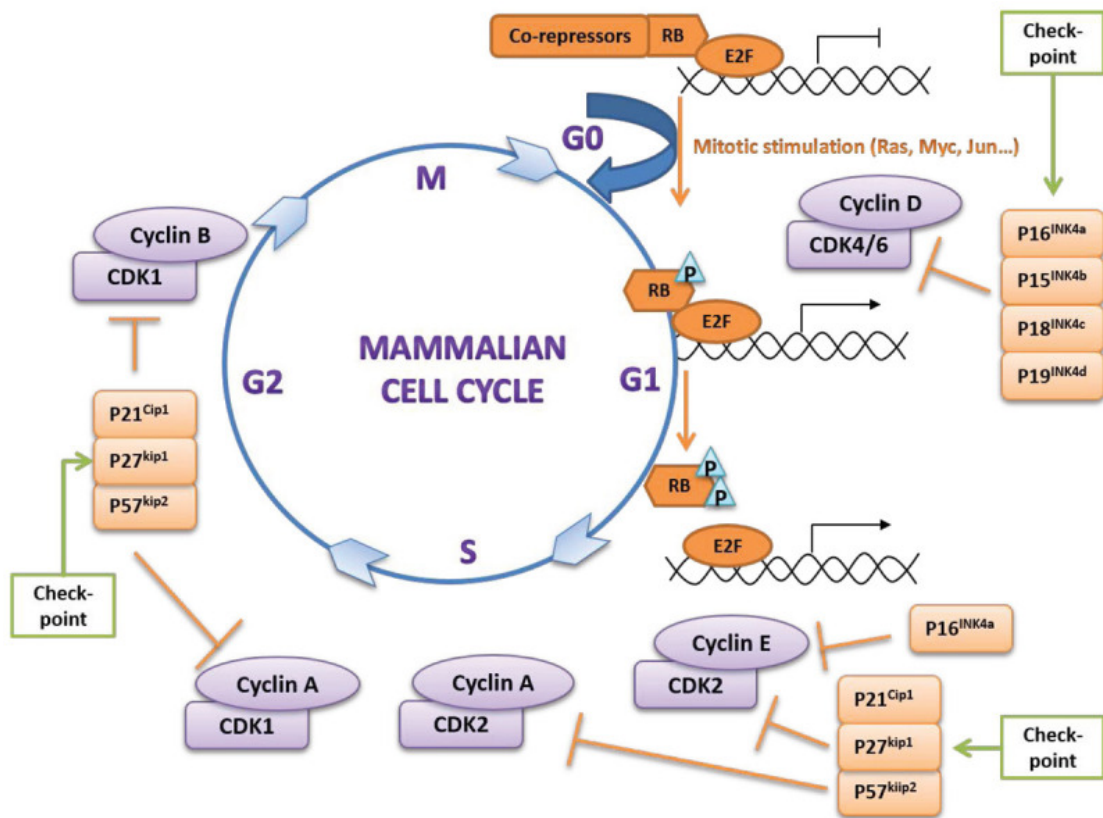 Co-repressors
RB
E2F
Check-
point
G0
Mitotic stimulation (Ras, Myc, Jun...)
M
Cyclin D
CDK4/6
P16INK4a
P15INK4b
P18INK4c
P19INK4d
Cyclin B
CDK1
P
RB
E2F
MAMMALIAN
CELL CYCLE
G2
G1
P21Cip1
P27kip1
P57kip2
P
RB
P
E2F
S
Check-
point
Cyclin E
CDK2
P16INK4a
Cyclin A
CDK1
Cyclin A
CDK2
P21Cip1
P27kip1
P57kiip2
Check-
point